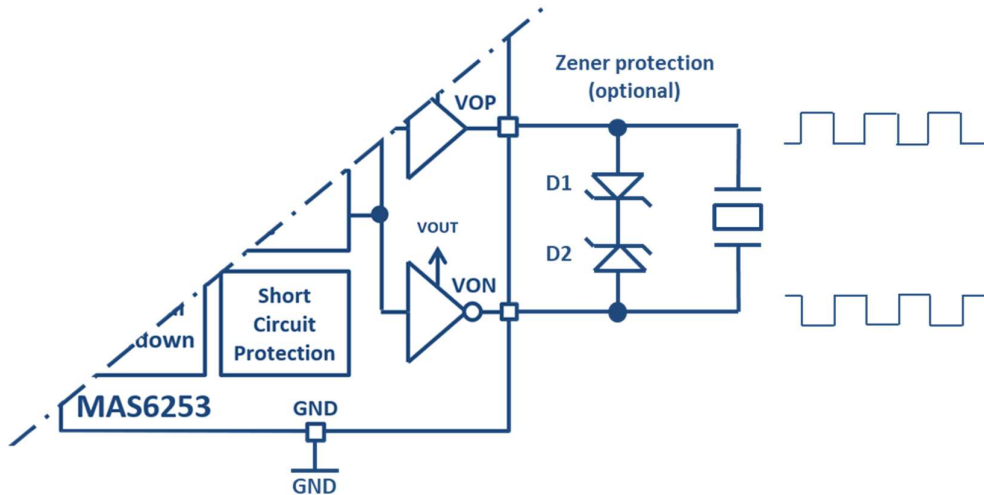 Zener protection
(optional)
VOP
D1
VOUT
D2
VON
Short
Circuit
Protection
down
MAS6253
GND
GND